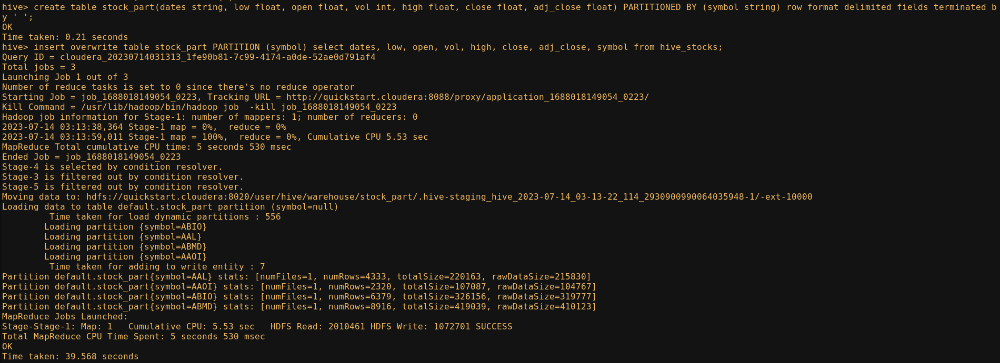 hive> create table stock_part(dates string, low float, open float, vol int, high float, close float, adj_close float) PARTITIONED BY (symbol string) row format delimited fields terminated b
y ' ';
OK
Time taken: 0.21 seconds
hive> insert overwrite table stock_part PARTITION (symbol) select dates, low, open, vol, high, close, adj_close, symbol from hive_stocks;
Query ID = cloudera_20230714031313_1fe90b81-7c99-4174-a0de-52ae0d791af4
Total jobs = 3
Launching Job 1 out of 3
Number of reduce tasks is set to 0 since there's no reduce operator
Starting Job = job_1688018149054_0223, Tracking URL = http://quickstart.cloudera:8088/proxy/application_1688018149054_0223/
Kill Command = /usr/lib/hadoop/bin/hadoop job  -kill job_1688018149054_0223
Hadoop job information for Stage-1: number of mappers: 1; number of reducers: 0
2023-07-14 03:13:38,364 Stage-1 map = 0%,  reduce = 0%
2023-07-14 03:13:59,011 Stage-1 map = 100%,  reduce = 0%, Cumulative CPU 5.53 sec
MapReduce Total cumulative CPU time: 5 seconds 530 msec
Ended Job = job_1688018149054_0223
Stage-4 is selected by condition resolver.
Stage-3 is filtered out by condition resolver.
Stage-5 is filtered out by condition resolver.
Moving data to: hdfs://quickstart.cloudera:8020/user/hive/warehouse/stock_part/.hive-staging_hive_2023-07-14_03-13-22_114_2930900990064035948-1/-ext-10000
Loading data to table default.stock_part partition (symbol=null)
         Time taken for load dynamic partitions : 556
        Loading partition {symbol=ABIO}
        Loading partition {symbol=AAL}
        Loading partition {symbol=ABMD}
        Loading partition {symbol=AAOI}
         Time taken for adding to write entity : 7
Partition default.stock_part{symbol=AAL} stats: [numFiles=1, numRows=4333, totalSize=220163, rawDataSize=215830]
Partition default.stock_part{symbol=AAOI} stats: [numFiles=1, numRows=2320, totalSize=107087, rawDataSize=104767]
Partition default.stock_part{symbol=ABIO} stats: [numFiles=1, numRows=6379, totalSize=326156, rawDataSize=319777]
Partition default.stock_part{symbol=ABMD} stats: [numFiles=1, numRows=8916, totalSize=419039, rawDataSize=410123]
MapReduce Jobs Launched:
Stage-Stage-1: Map: 1   Cumulative CPU: 5.53 sec   HDFS Read: 2010461 HDFS Write: 1072701 SUCCESS
Total MapReduce CPU Time Spent: 5 seconds 530 msec
OK
Time taken: 39.568 seconds